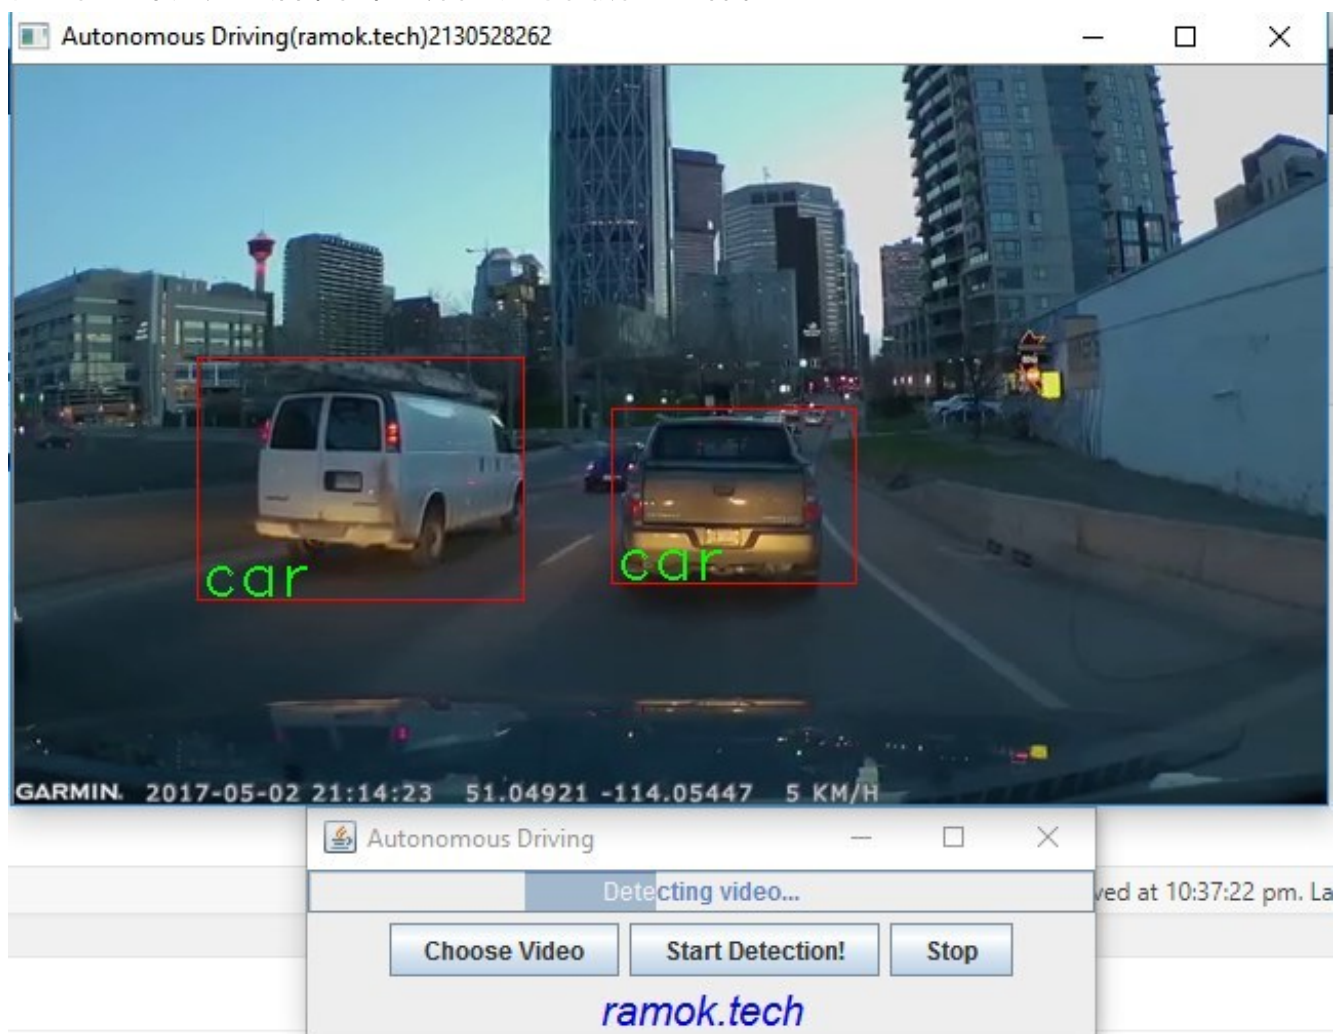 Autonomous Driving(ramok.tech)2130528262
car
car
GARMIN. 2017-05-02 21:14:23 51.04921 -114.05447 5 KM/H
Autonomous Driving
Detecting video...
ved at 10:37:22 pm. La
Choose Video Start Detection! Stop
ramok.tech